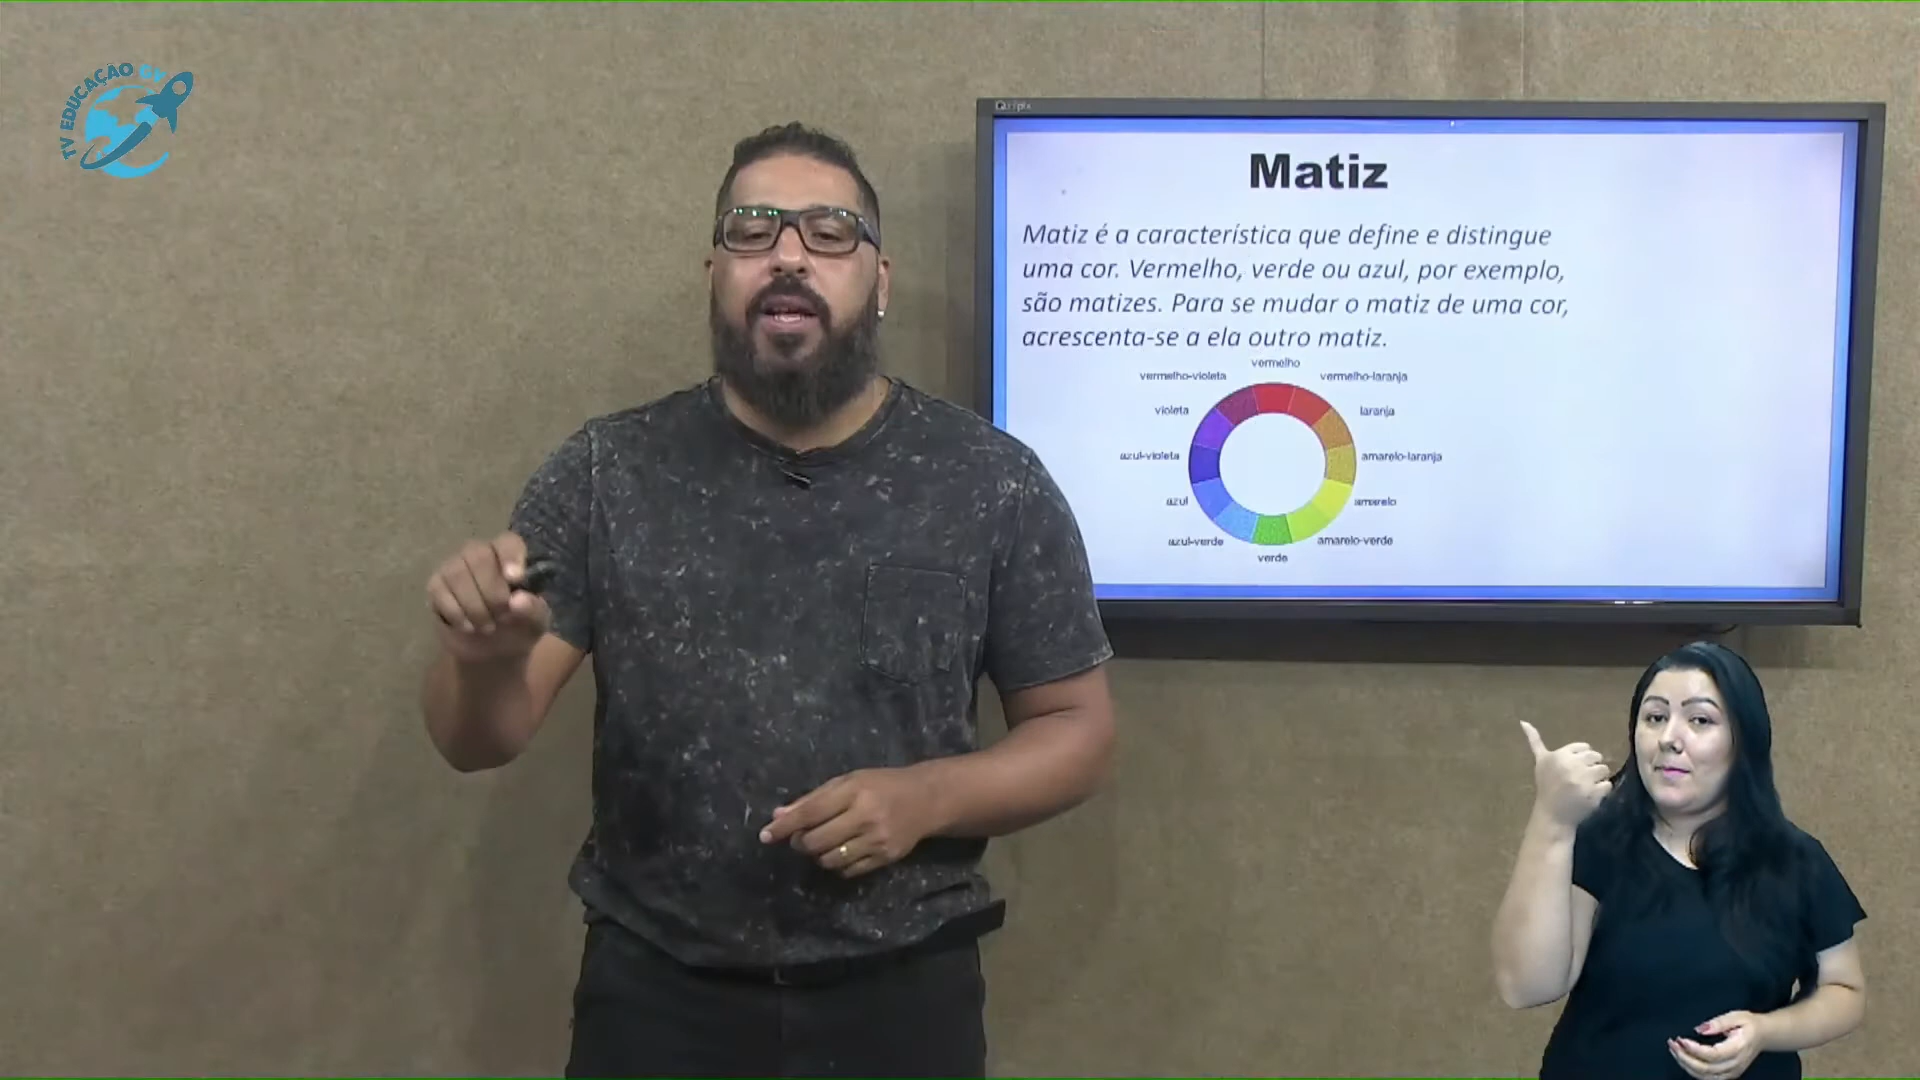 TV EDUCAÇÃO GV
Matiz
Matiz é a característica que define e distingue
uma cor. Vermelho, verde ou azul, por exemplo,
são matizes. Para se mudar o matiz de uma cor,
acrescenta-se a ela outro matiz.
vermelho
vermelho-violeta
vermelho-laranja
violeta
laranja
azul-violeta
amarelo-laranja
azul
amarelo
azul-verde
amarelo-verde
verde